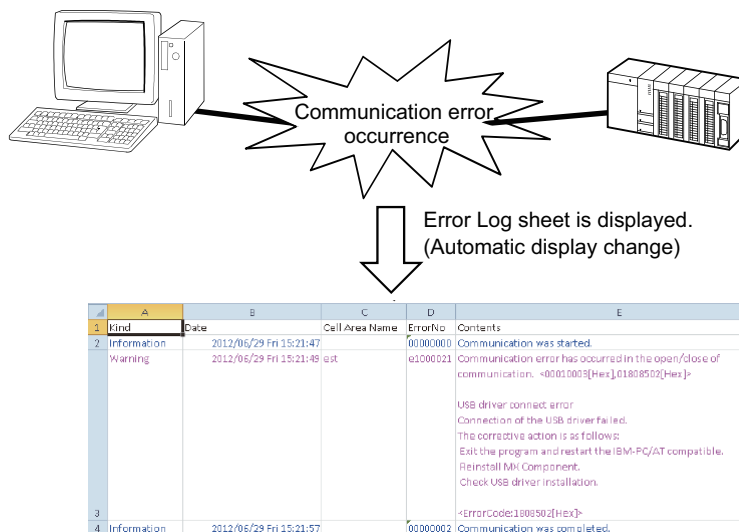 Communication error
occurrence
Error Log sheet is displayed.
(Automatic display change)
A B C D E
1 Kind Date Cell Area Name ErrorNo Contents
2 Information 2012/06/29 Fri 15:21:47 00000000 Communication was started.
Warning 2012/06/29 Fri 15:21:49 est e1000021 Communication error has occurred in the open/close of
communication. <00010003[Hex],01808502[Hex]>
USB driver connect error
Connection of the USB driver failed.
The corrective action is as follows:
Exit the program and restart the IBM-PC/AT compatible.
Reinstall MX Component.
Check USB driver installation.
3 <ErrorCode:1808502[Hex]>
4 Information 2012/06/29 Fri 15:21:57 00000002 Communication was completed.